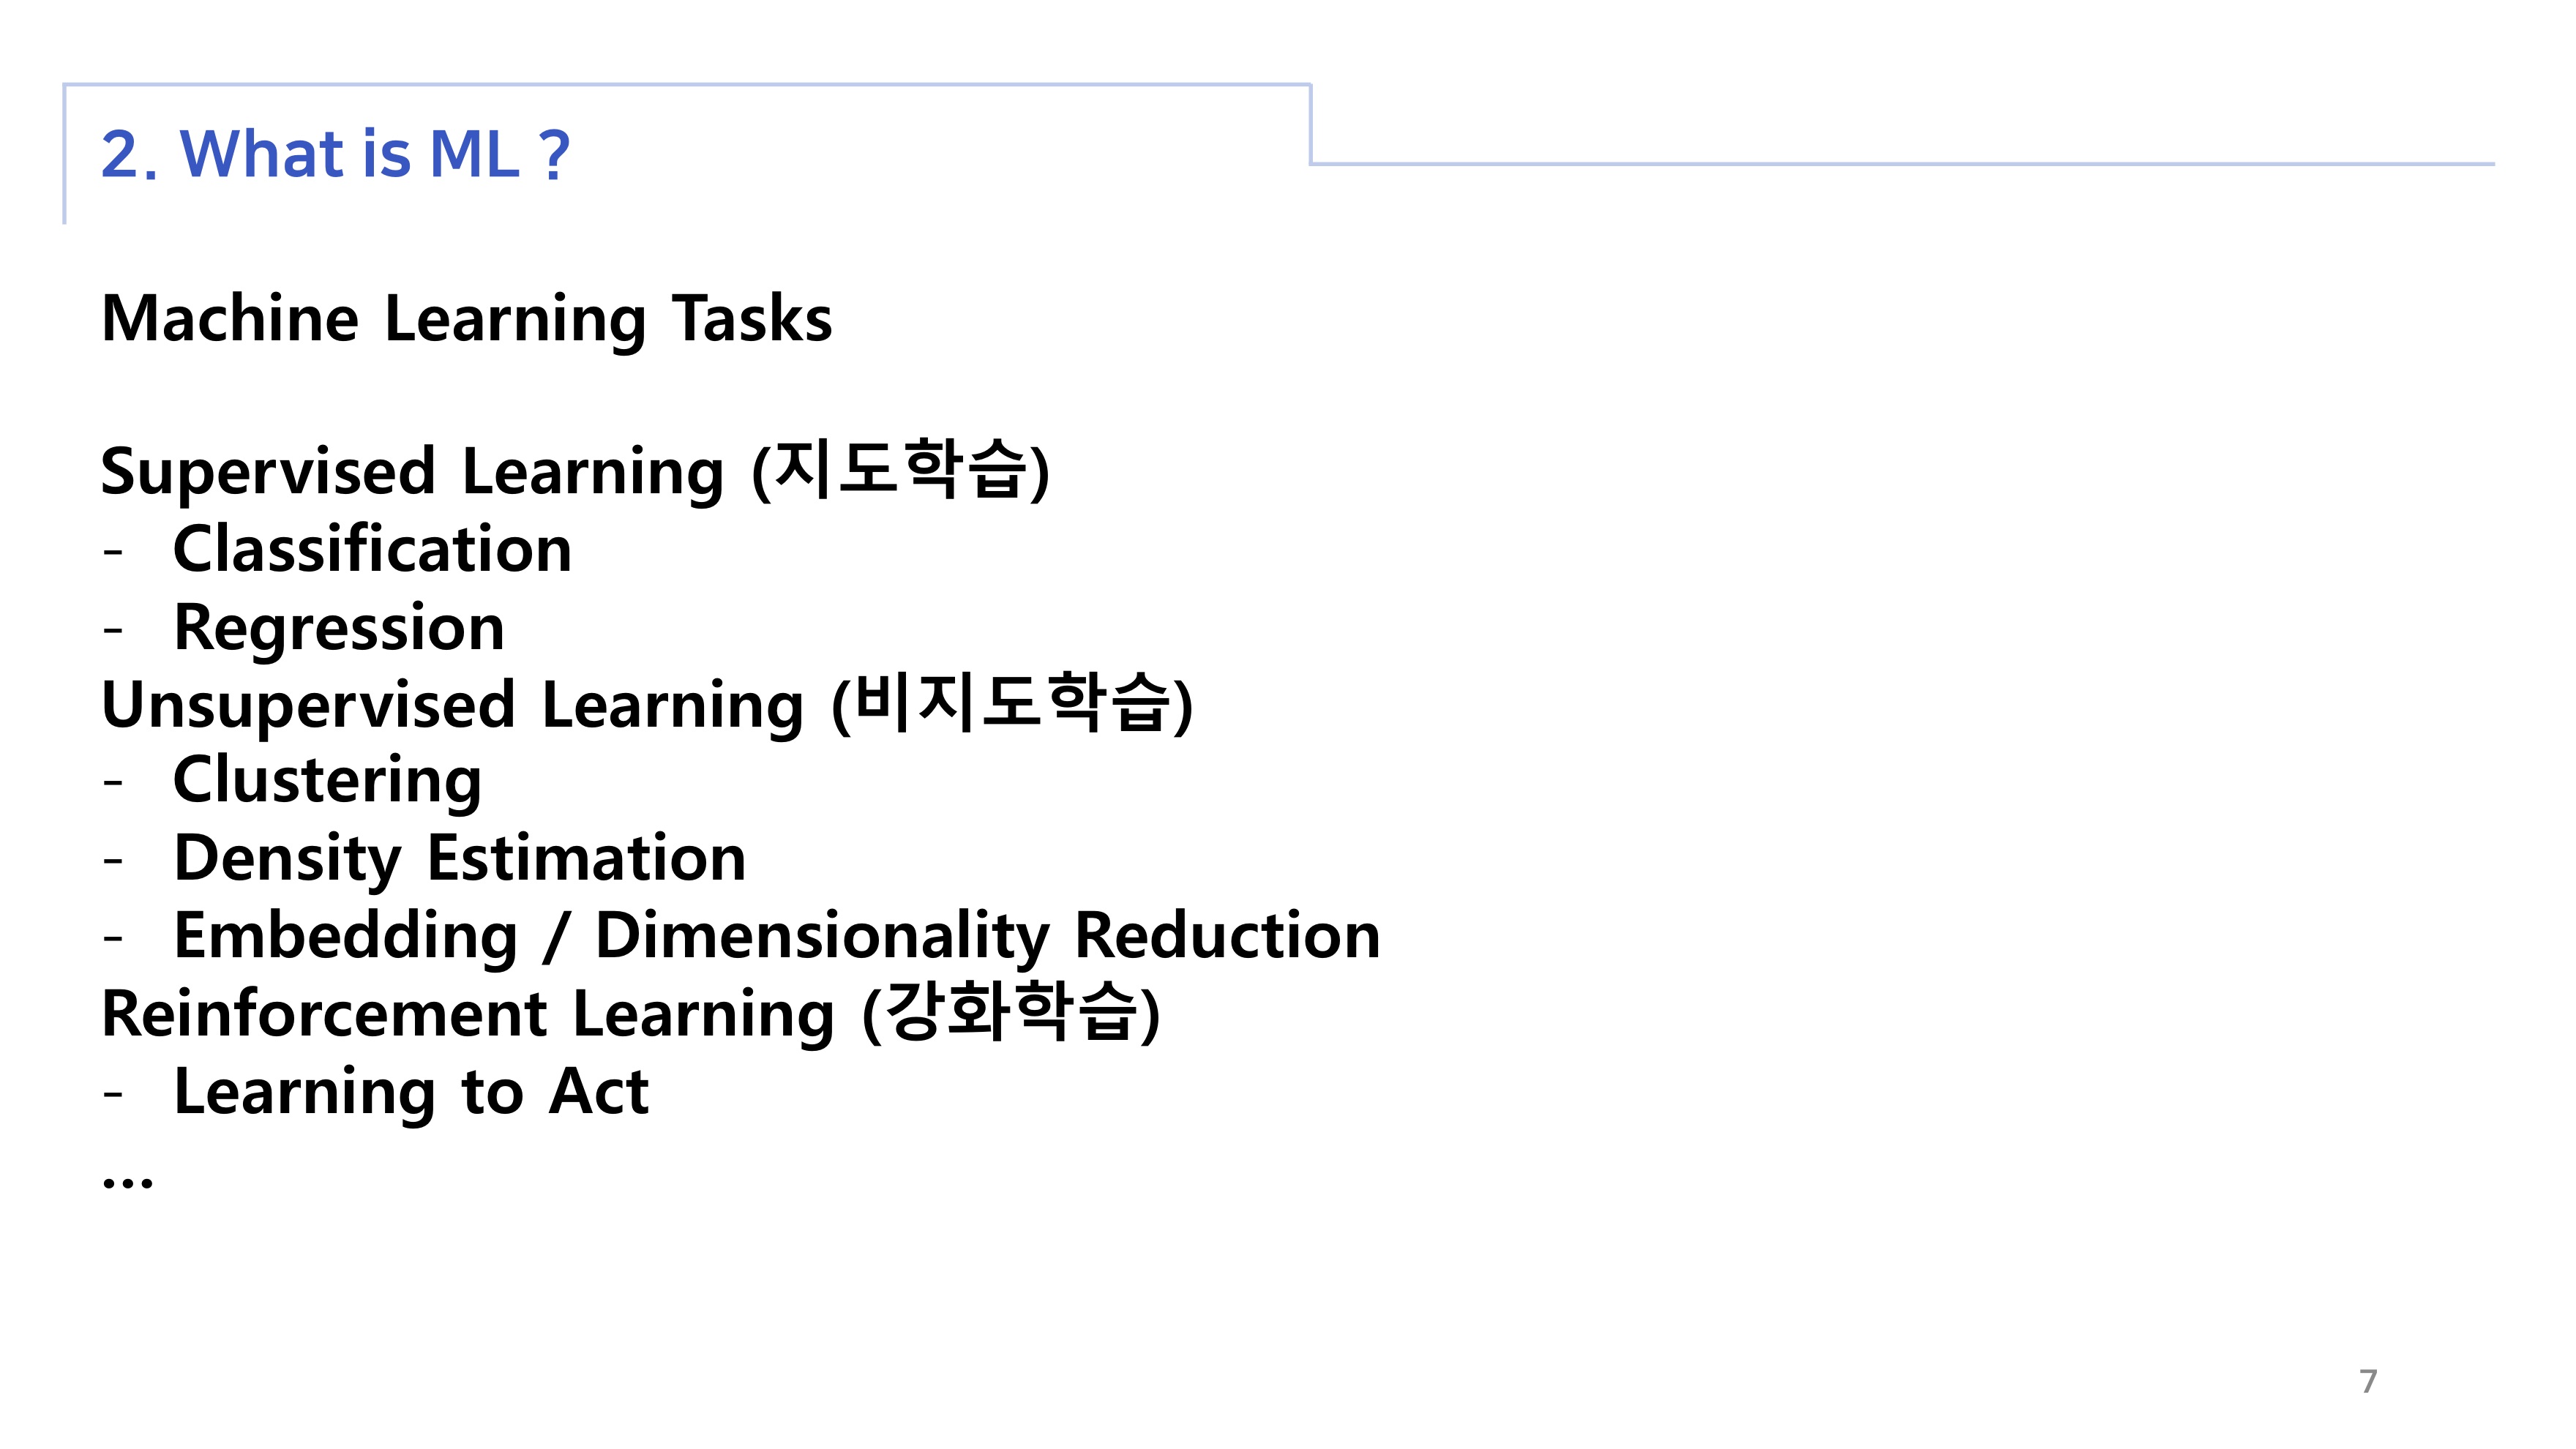 2. What is ML ?
Machine Learning Tasks
Supervised Learning (지도학습)
- Classification
- Regression
Unsupervised Learning (비지도학습)
- Clustering
- Density Estimation
- Embedding / Dimensionality Reduction
Reinforcement Learning (강화학습)
- Learning to Act
...
7